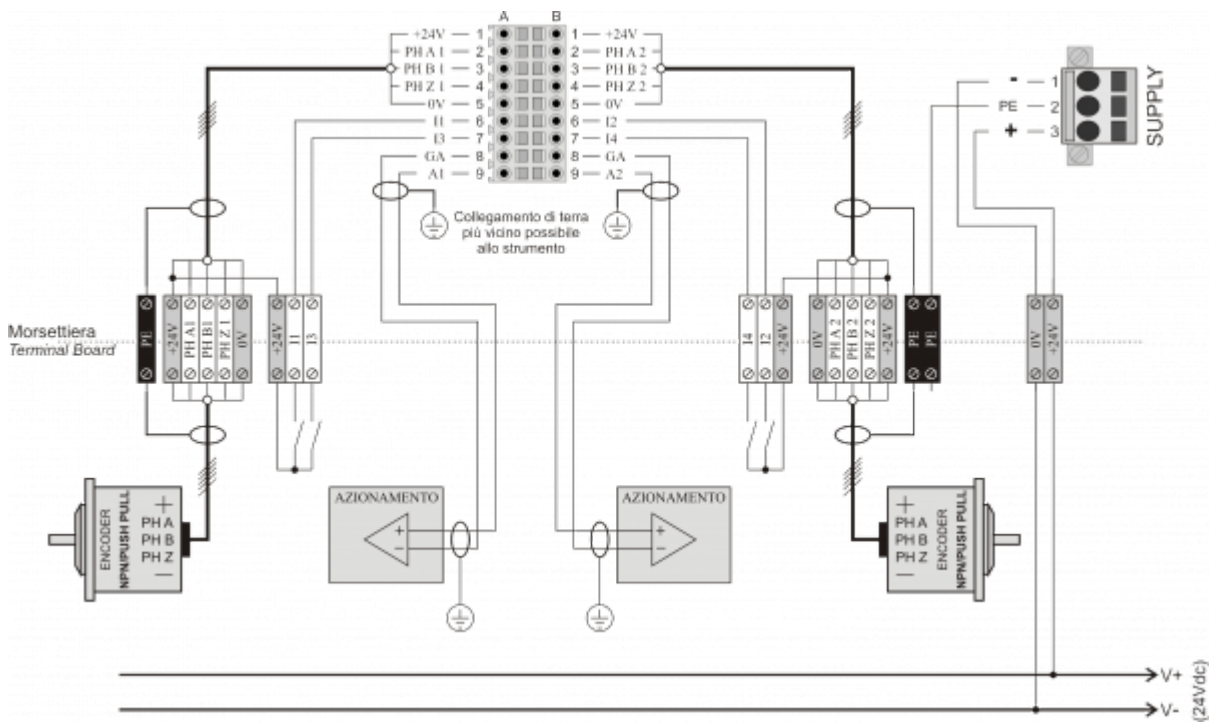 A B
+24V 1 1 +24V
PH A 1 2 2 PH A 2
PH B 1 3 3 PH B 2
PH Z 1 4 4 PH Z 2
0V 5 5 0V
I1 6 6 I2
I3 7 7 I4
GA 8 8 GA
A1 9 9 A2
- 1
PE 2
+ 3
SUPPLY
Collegamento di terra
più vicino possibile
allo strumento
Morsettiera
Terminal Board
PE
+24V
PH A1
PH B1
PH Z 1
0V
+24V
I1
I3
I4
I2
+24V
0V
PH A 2
PH B 2
PH Z 2
+24V
PE
PE
0V
+24V
ENCODER
NPN/PUSH PULL
+
PH A
PH B
PH Z
—
AZIONAMENTO
+
−
AZIONAMENTO
+
−
+
PH A
PH B
PH Z
—
ENCODER
NPN/PUSH PULL
V+
V-
(24Vdc)